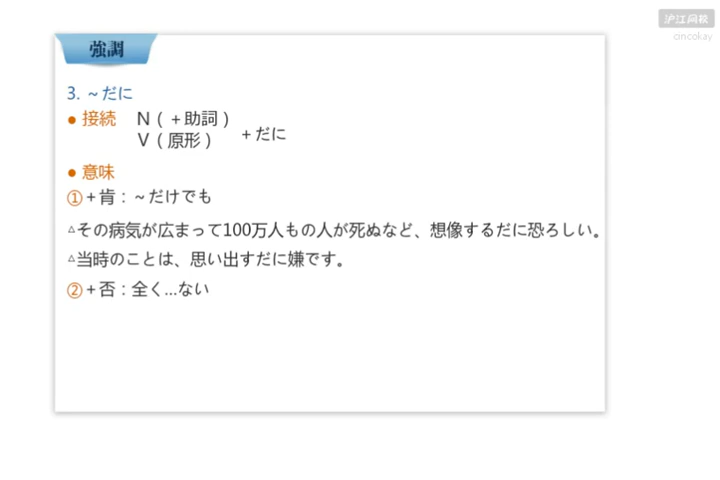 沪江网校
cincokay
強調
3. ~だに
● 接続 N(+助詞)
V(原形) +だに
● 意味
①+肯:~だけでも
△その病気が広まって100万人もの人が死ぬなど、想像するだに恐ろしい。
△当時のことは、思い出すだに嫌です。
②+否:全く…ない